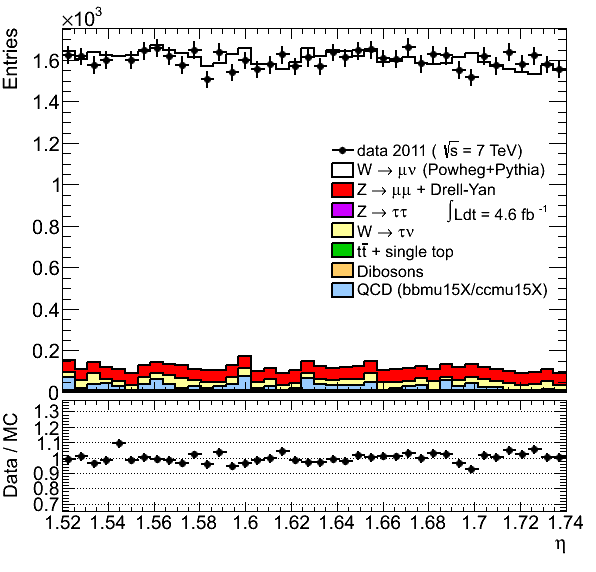 ×10³
Entries
1.6
1.4
1.2
1
0.8
0.6
0.4
0.2
0
data 2011 ( √s = 7 TeV)
W → μν (Powheg+Pythia)
Z → μμ + Drell-Yan
Z → ττ
∫Ldt = 4.6 fb⁻¹
W → τν
tt̄ + single top
Dibosons
QCD (bbmu15X/ccmu15X)
Data / MC
1.3
1.2
1.1
1
0.9
0.8
0.7
1.52 1.54 1.56 1.58 1.6 1.62 1.64 1.66 1.68 1.7 1.72 1.74
η